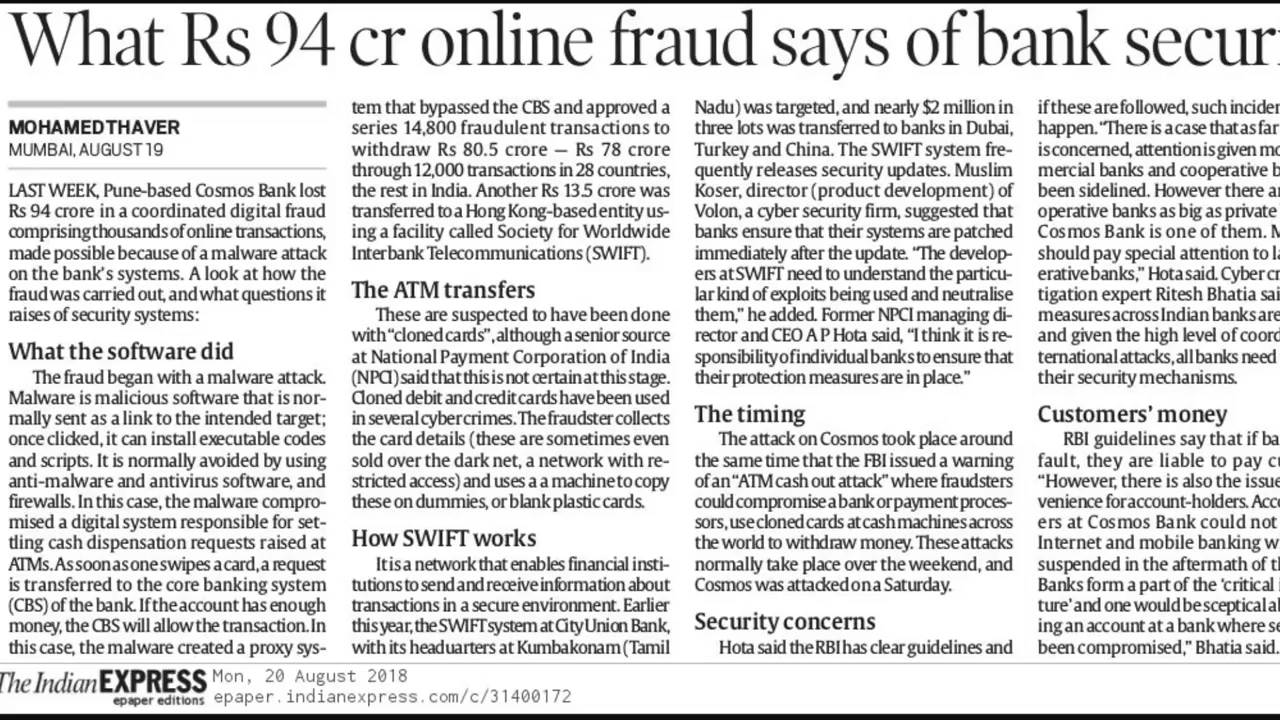 What Rs 94 cr online fraud says of bank
MOHAMED THAVER
MUMBAI, AUGUST 19
LAST WEEK, Pune-based Cosmos Bank lost
Rs 94 crore in a coordinated digital fraud
comprising thousands of online transactions,
made possible because of a malware attack
on the bank's systems. A look at how the
fraud was carried out, and what questions it
raises of security systems:
What the software did
The fraud began with a malware attack.
Malware is malicious software that is nor-
mally sent as a link to the intended target;
once clicked, it can install executable codes
and scripts. It is normally avoided by using
anti-malware and antivirus software, and
firewalls. In this case, the malware compro-
mised a digital system responsible for set-
tling cash dispensation requests raised at
ATMs. As soon as one swipes a card, a request
is transferred to the core banking system
(CBS) of the bank. If the account has enough
money, the CBS will allow the transaction. In
this case, the malware created a proxy sys-
tem that bypassed the CBS and approved a
series 14,800 fraudulent transactions to
withdraw Rs 80.5 crore — Rs 78 crore
through 12,000 transactions in 28 countries,
the rest in India. Another Rs 13.5 crore was
transferred to a Hong Kong-based entity us-
ing a facility called Society for Worldwide
Interbank Telecommunications (SWIFT).
The ATM transfers
These are suspected to have been done
with "cloned cards", although a senior source
at National Payment Corporation of India
(NPCI) said that this is not certain at this stage.
Cloned debit and credit cards have been used
in several cyber crimes. The fraudster collects
the card details (these are sometimes even
sold over the dark net, a network with re-
stricted access) and uses a a machine to copy
these on dummies, or blank plastic cards.
How SWIFT works
It is a network that enables financial insti-
tutions to send and receive information about
transactions in a secure environment. Earlier
this year, the SWIFT system at City Union Bank,
with its headuarters at Kumbakonam (Tamil
Nadu) was targeted, and nearly $2 million in
three lots was transferred to banks in Dubai,
Turkey and China. The SWIFT system fre-
quently releases security updates. Muslim
Koser, director (product development) of
Volon, a cyber security firm, suggested that
banks ensure that their systems are patched
immediately after the update. "The develop-
ers at SWIFT need to understand the particu-
lar kind of exploits being used and neutralise
them," he added. Former NPCI managing di-
rector and CEO A P Hota said, "I think it is re-
sponsibility of individual banks to ensure that
their protection measures are in place."
The timing
The attack on Cosmos took place around
the same time that the FBI issued a warning
of an "ATM cash out attack" where fraudsters
could compromise a bank or payment proces-
sors, use cloned cards at cash machines across
the world to withdraw money. These attacks
normally take place over the weekend, and
Cosmos was attacked on a Saturday.
Security concerns
Hota said the RBI has clear guidelines and
if these are followed, such
happen. "There is a case that as far
is concerned, attention is given
mercial banks and cooperative
been sidelined. However there
operative banks as big as private
Cosmos Bank is one of them.
should pay special attention to
erative banks," Hota said. Cyber
tigation expert Ritesh Bhatia
measures across Indian banks are
and given the high level of
ternational attacks, all banks need
their security mechanisms.
Customers' money
RBI guidelines say that if
fault, they are liable to pay
"However, there is also the issue
venience for account-holders.
ers at Cosmos Bank could not
Internet and mobile banking
suspended in the aftermath of
Banks form a part of the 'critical
ture' and one would be sceptical
ing an account at a bank where
been compromised," Bhatia said.
The Indian EXPRESS
epaper editions
Mon, 20 August 2018
epaper.indianexpress.com/c/31400172